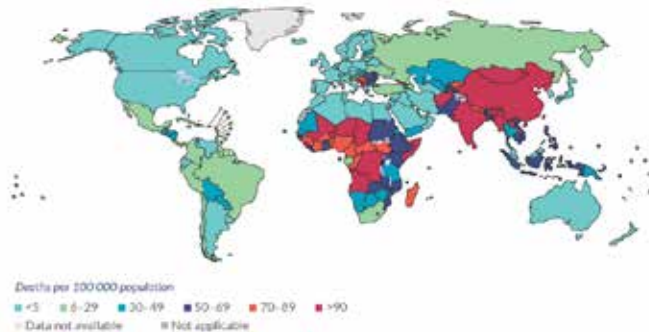 Deaths per 100 000 population
<5 6–29 30–49 50–69 70–89 >90
Data not available Not applicable